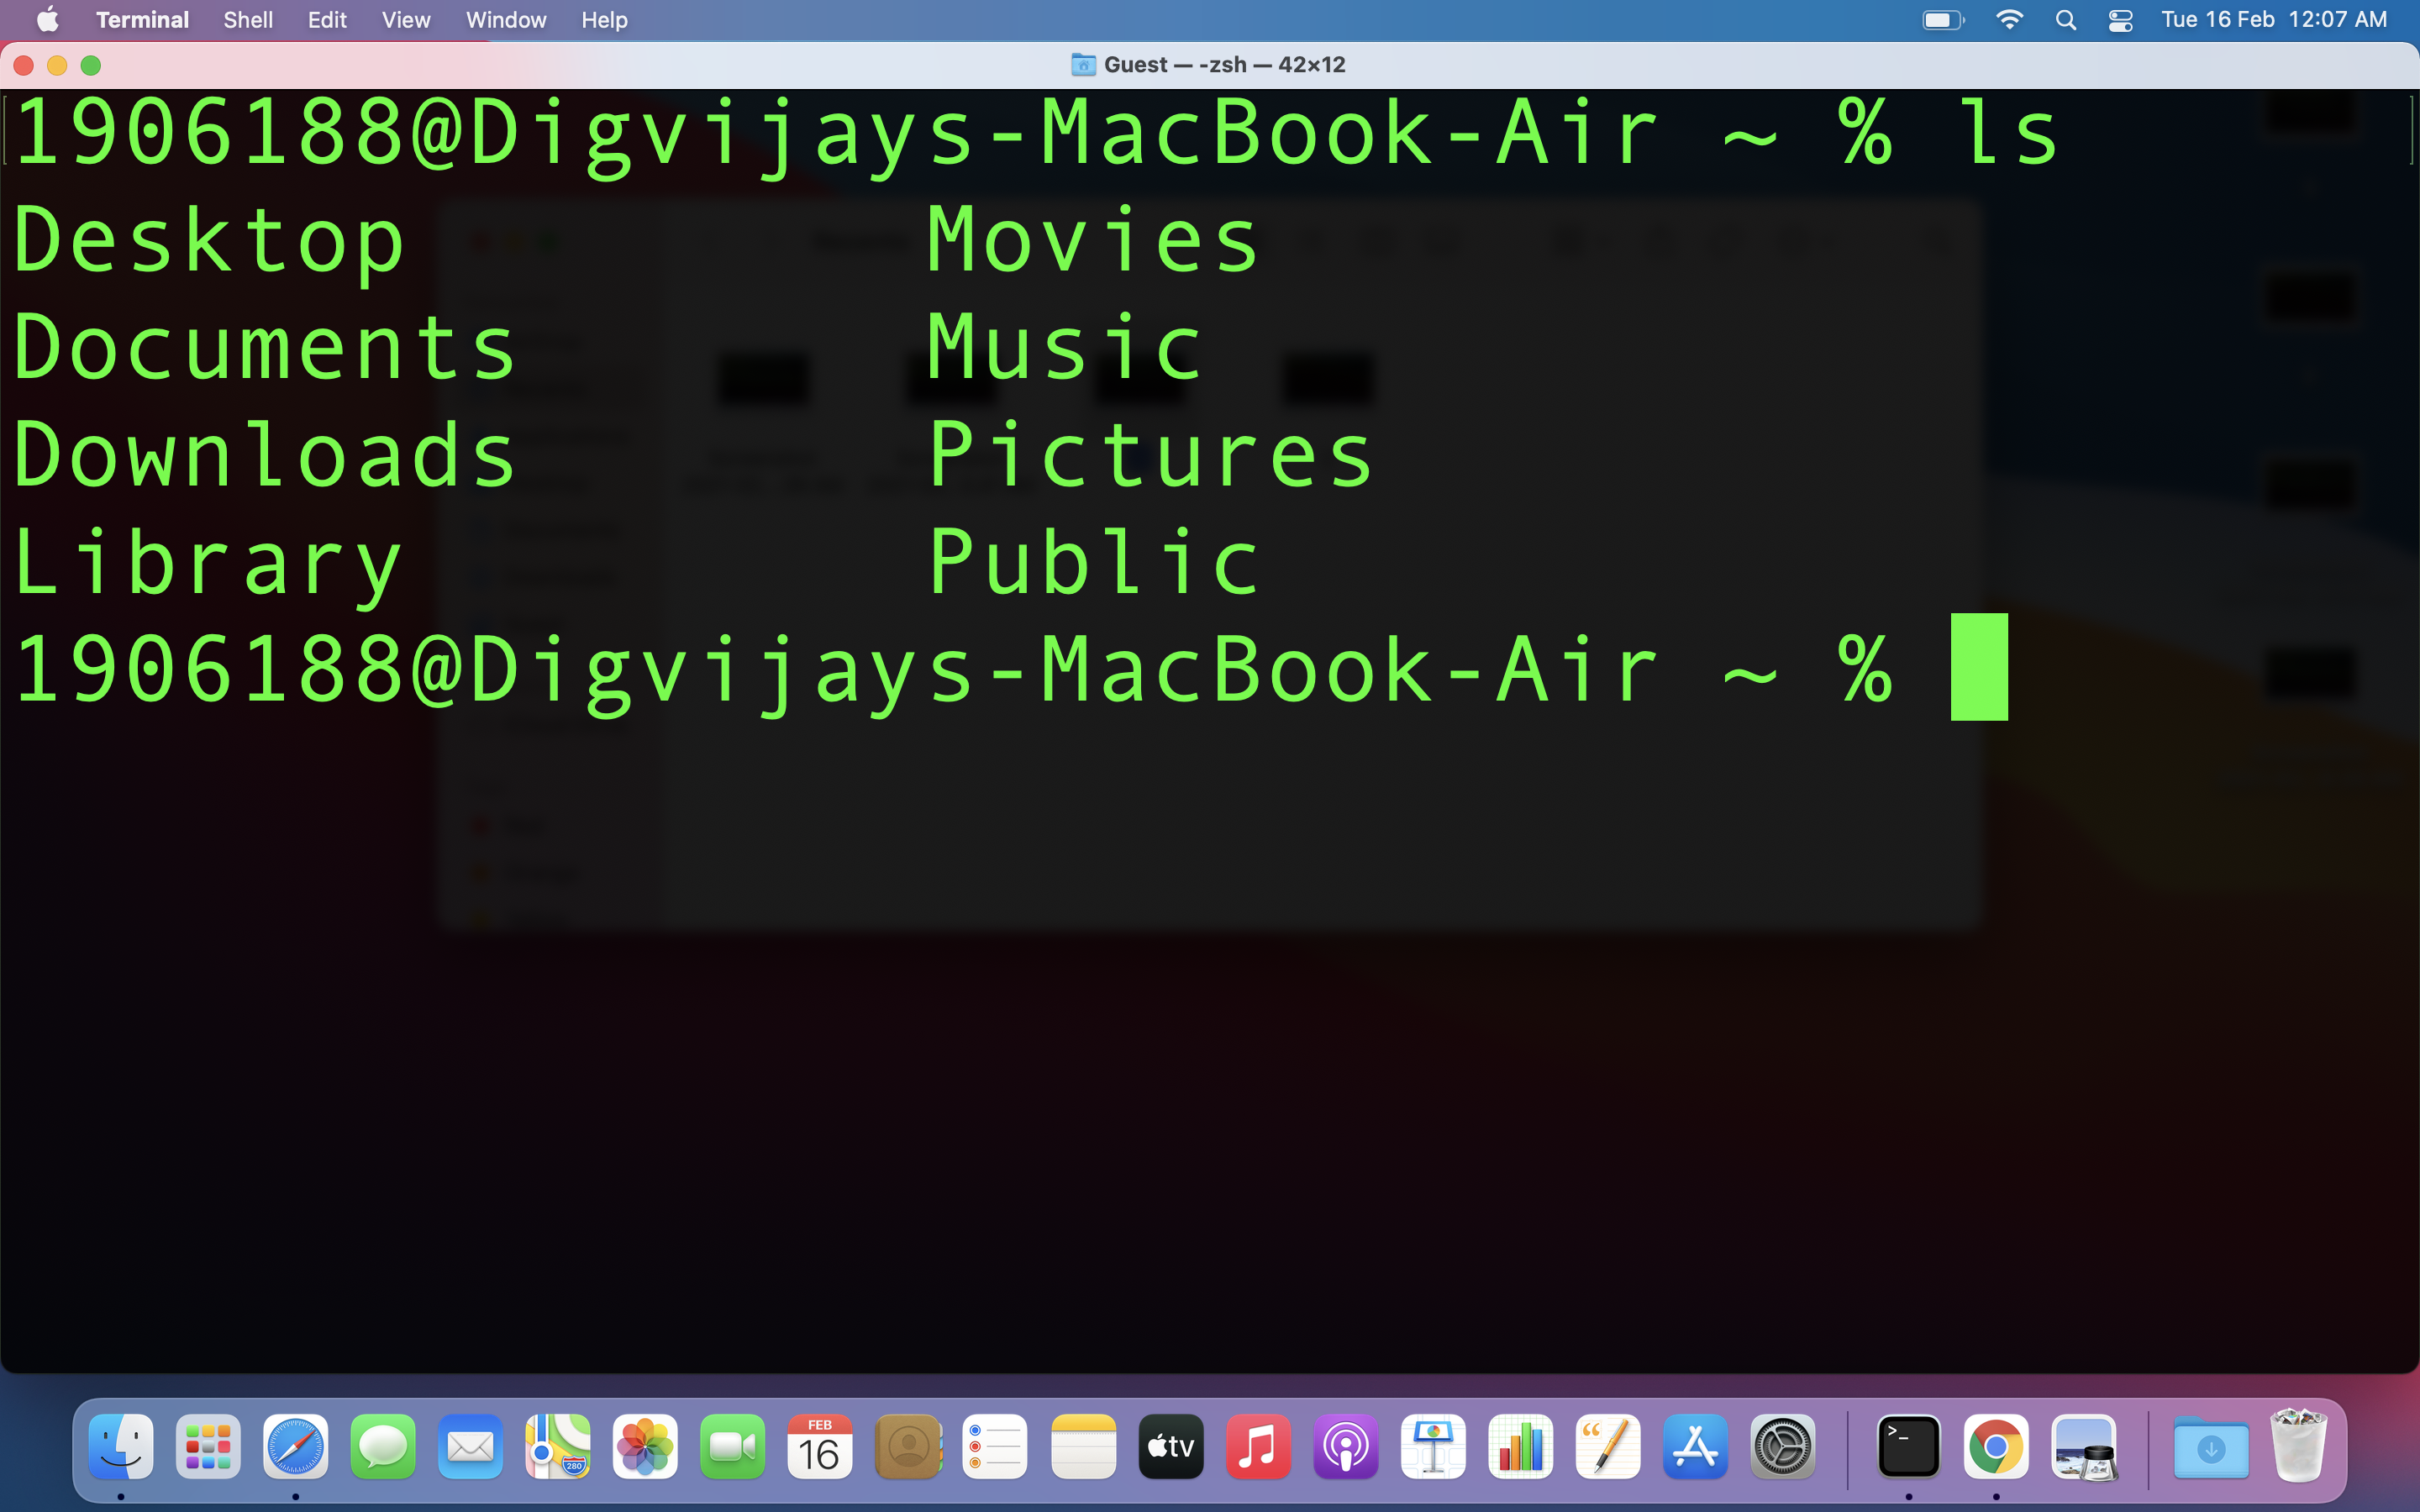 Terminal Shell Edit View Window Help Tue 16 Feb 12:07 AM
Guest — -zsh — 42×12
[1906188@Digvijays-MacBook-Air ~ % ls ]
Desktop Movies
Documents Music
Downloads Pictures
Library Public
1906188@Digvijays-MacBook-Air ~ %
280
FEB
16
tv
>_